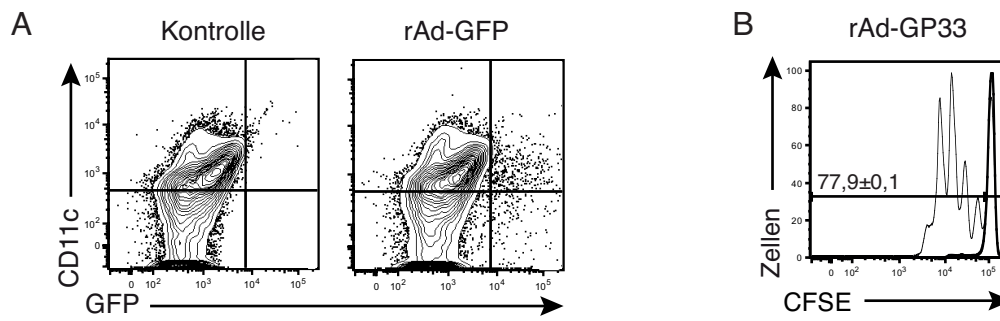 A
Kontrolle
rAd-GFP
10⁵
10⁴
10³
10²
0
CD11c
0 10² 10³ 10⁴ 10⁵
0 10² 10³ 10⁴ 10⁵
GFP
B
rAd-GP33
100
80
60
40
77,9±0,1
20
0
Zellen
0 10² 10³ 10⁴ 10⁵
CFSE